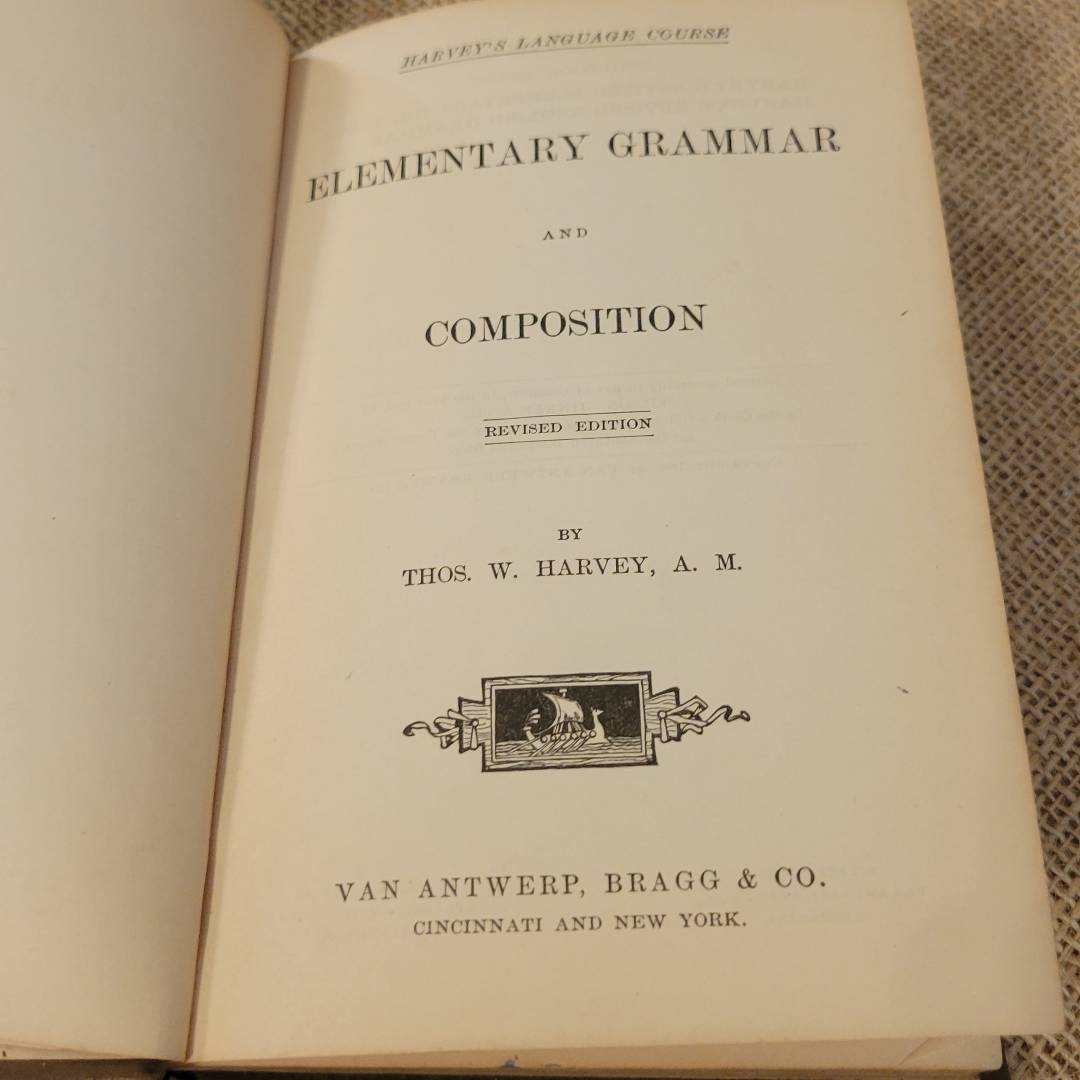 HARVEY'S LANGUAGE COURSE
ELEMENTARY GRAMMAR
AND
COMPOSITION
REVISED EDITION
BY
THOS. W. HARVEY, A. M.
VAN ANTWERP, BRAGG & CO.
CINCINNATI AND NEW YORK.